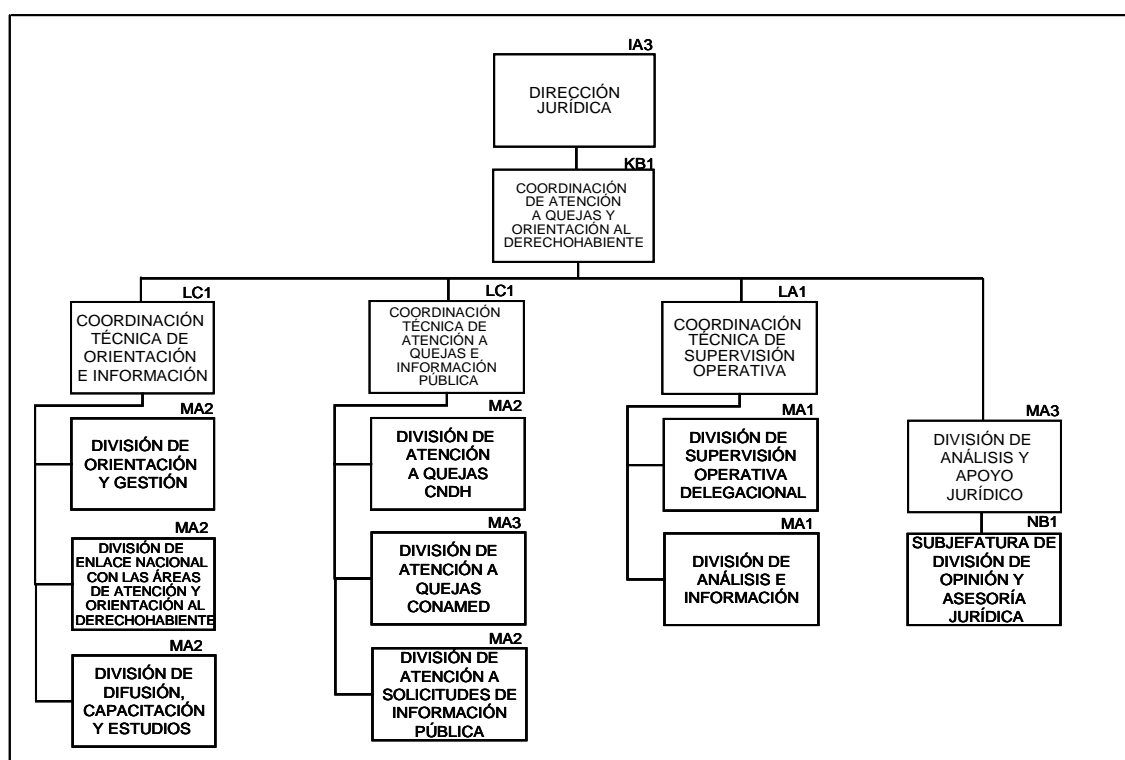 IA3
DIRECCIÓN
JURÍDICA
KB1
COORDINACIÓN
DE ATENCIÓN
A QUEJAS Y
ORIENTACIÓN AL
DERECHOHABIENTE
LC1
COORDINACIÓN
TÉCNICA DE
ORIENTACIÓN
E INFORMACIÓN
MA2
DIVISIÓN DE
ORIENTACIÓN
Y GESTIÓN
MA2
DIVISIÓN DE
ENLACE NACIONAL
CON LAS ÁREAS
DE ATENCIÓN Y
ORIENTACIÓN AL
DERECHOHABIENTE
MA2
DIVISIÓN DE
DIFUSIÓN,
CAPACITACIÓN
Y ESTUDIOS
LC1
COORDINACIÓN
TÉCNICA DE
ATENCIÓN A
QUEJAS E
INFORMACIÓN
PÚBLICA
MA2
DIVISIÓN DE
ATENCIÓN
A QUEJAS
CNDH
MA3
DIVISIÓN DE
ATENCIÓN A
QUEJAS
CONAMED
MA2
DIVISIÓN DE
ATENCIÓN A
SOLICITUDES DE
INFORMACIÓN
PÚBLICA
LA1
COORDINACIÓN
TÉCNICA DE
SUPERVISIÓN
OPERATIVA
MA1
DIVISIÓN DE
SUPERVISIÓN
OPERATIVA
DELEGACIONAL
MA1
DIVISIÓN DE
ANÁLISIS E
INFORMACIÓN
MA3
DIVISIÓN DE
ANÁLISIS Y
APOYO
JURÍDICO
NB1
SUBJEFATURA DE
DIVISIÓN DE
OPINIÓN Y
ASESORÍA
JURÍDICA